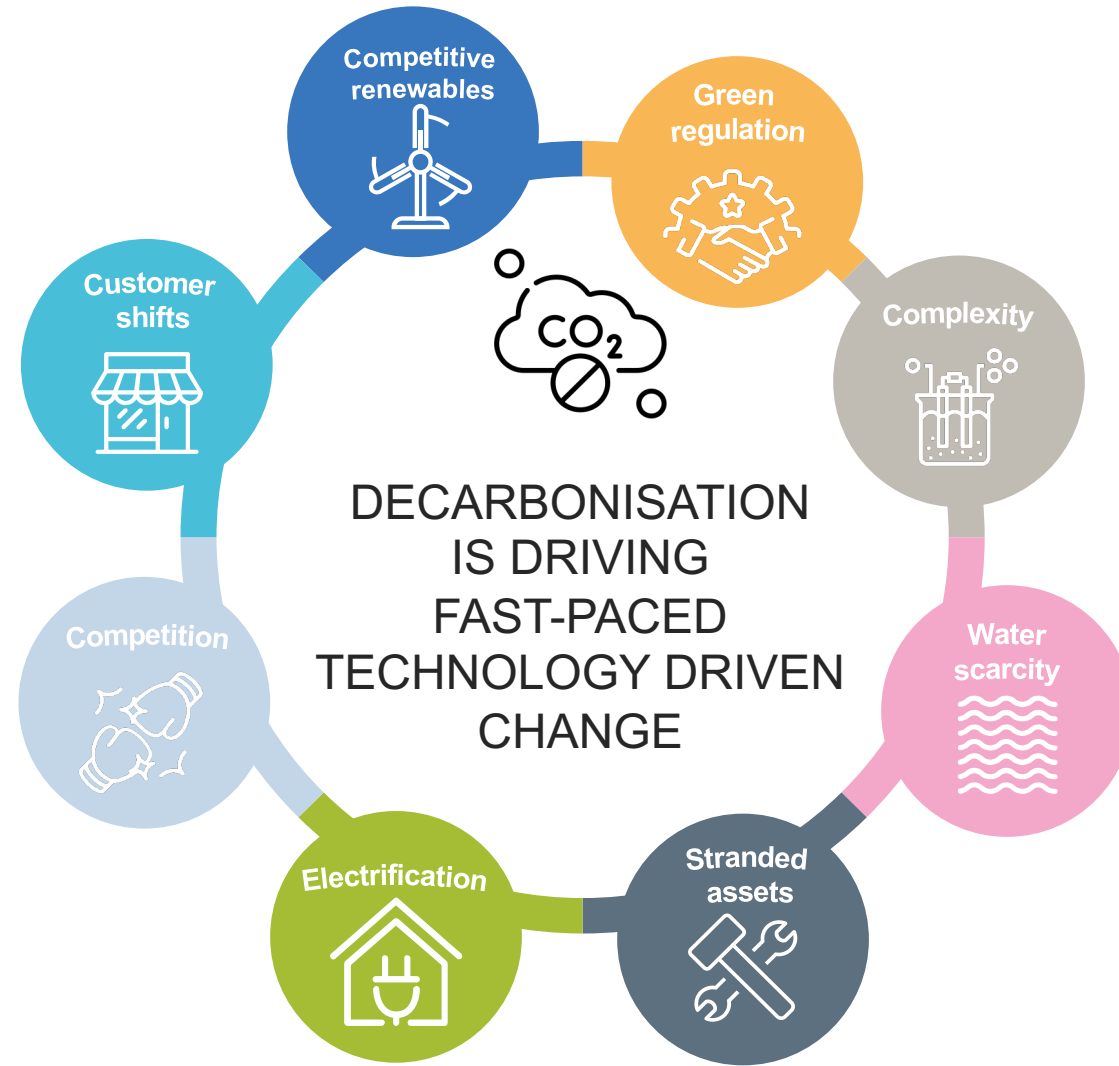 Competitive
renewables
Green
regulation
Complexity
Water
scarcity
Stranded
assets
Electrification
Competition
Customer
shifts
CO₂
DECARBONISATION
IS DRIVING
FAST-PACED
TECHNOLOGY DRIVEN
CHANGE